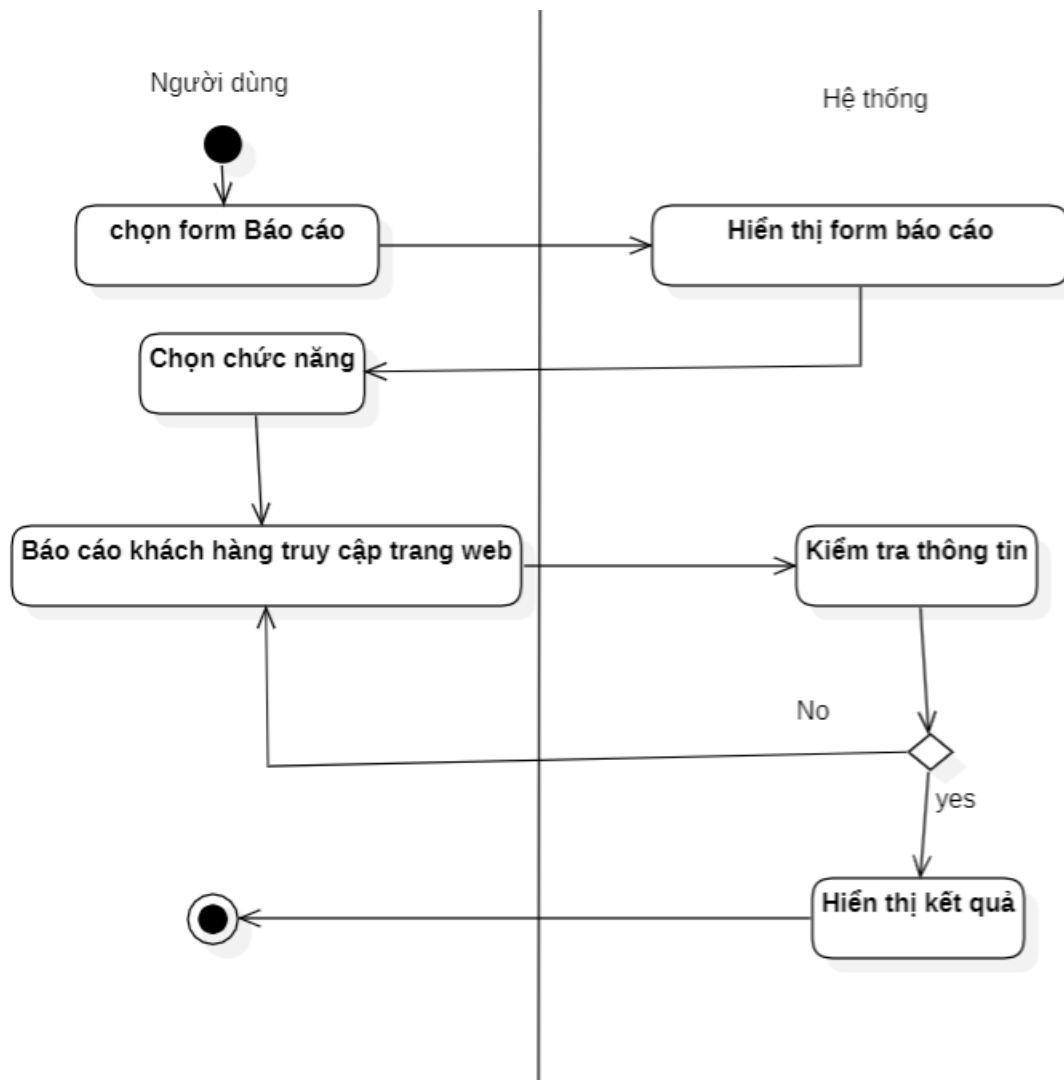 Người dùng
Hệ thống
chọn form Báo cáo
Hiển thị form báo cáo
Chọn chức năng
Báo cáo khách hàng truy cập trang web
Kiểm tra thông tin
No
yes
Hiển thị kết quả